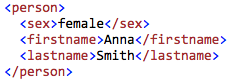 <person>
  <sex>female</sex>
  <firstname>Anna</firstname>
  <lastname>Smith</lastname>
</person>